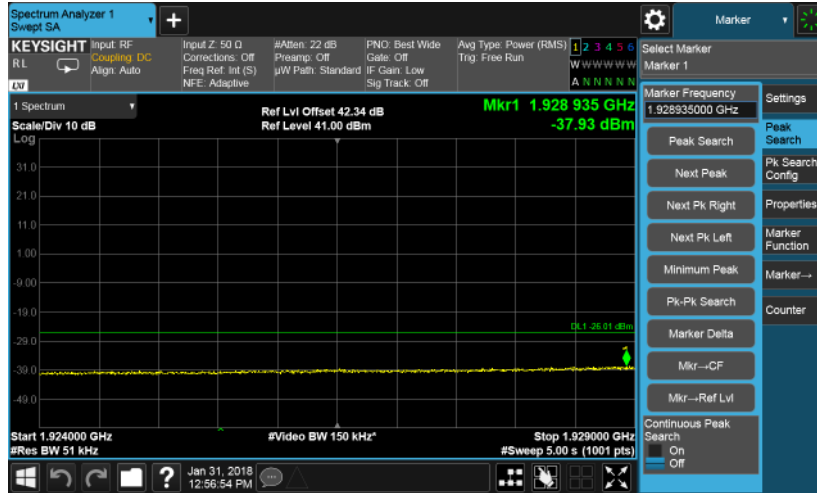 Spectrum Analyzer 1
Swept SA
Marker
KEYSIGHT
RL
LXI
Input: RF
Coupling: DC
Align: Auto
Input Z: 50 Ω
Corrections: Off
Freq Ref: Int (S)
NFE: Adaptive
#Atten: 22 dB
Preamp: Off
µW Path: Standard
PNO: Best Wide
Gate: Off
IF Gain: Low
Sig Track: Off
Avg Type: Power (RMS)
Trig: Free Run
1 2 3 4 5 6
W W W W W W
A N N N N N
Select Marker
Marker 1
1 Spectrum
Scale/Div 10 dB
Log
Ref Lvl Offset 42.34 dB
Ref Level 41.00 dBm
Mkr1 1.928 935 GHz
-37.93 dBm
31.0
21.0
11.0
1.00
-9.00
-19.0
-29.0
-39.0
-49.0
DL1 -26.01 dBm
1
Start 1.924000 GHz
#Res BW 51 kHz
#Video BW 150 kHz*
Stop 1.929000 GHz
#Sweep 5.00 s (1001 pts)
Marker Frequency
1.928935000 GHz
Peak Search
Next Peak
Next Pk Right
Next Pk Left
Minimum Peak
Pk-Pk Search
Marker Delta
Mkr→CF
Mkr→Ref Lvl
Continuous Peak
Search
On
Off
Settings
Peak
Search
Pk Search
Config
Properties
Marker
Function
Marker→
Counter
?
Jan 31, 2018
12:56:54 PM